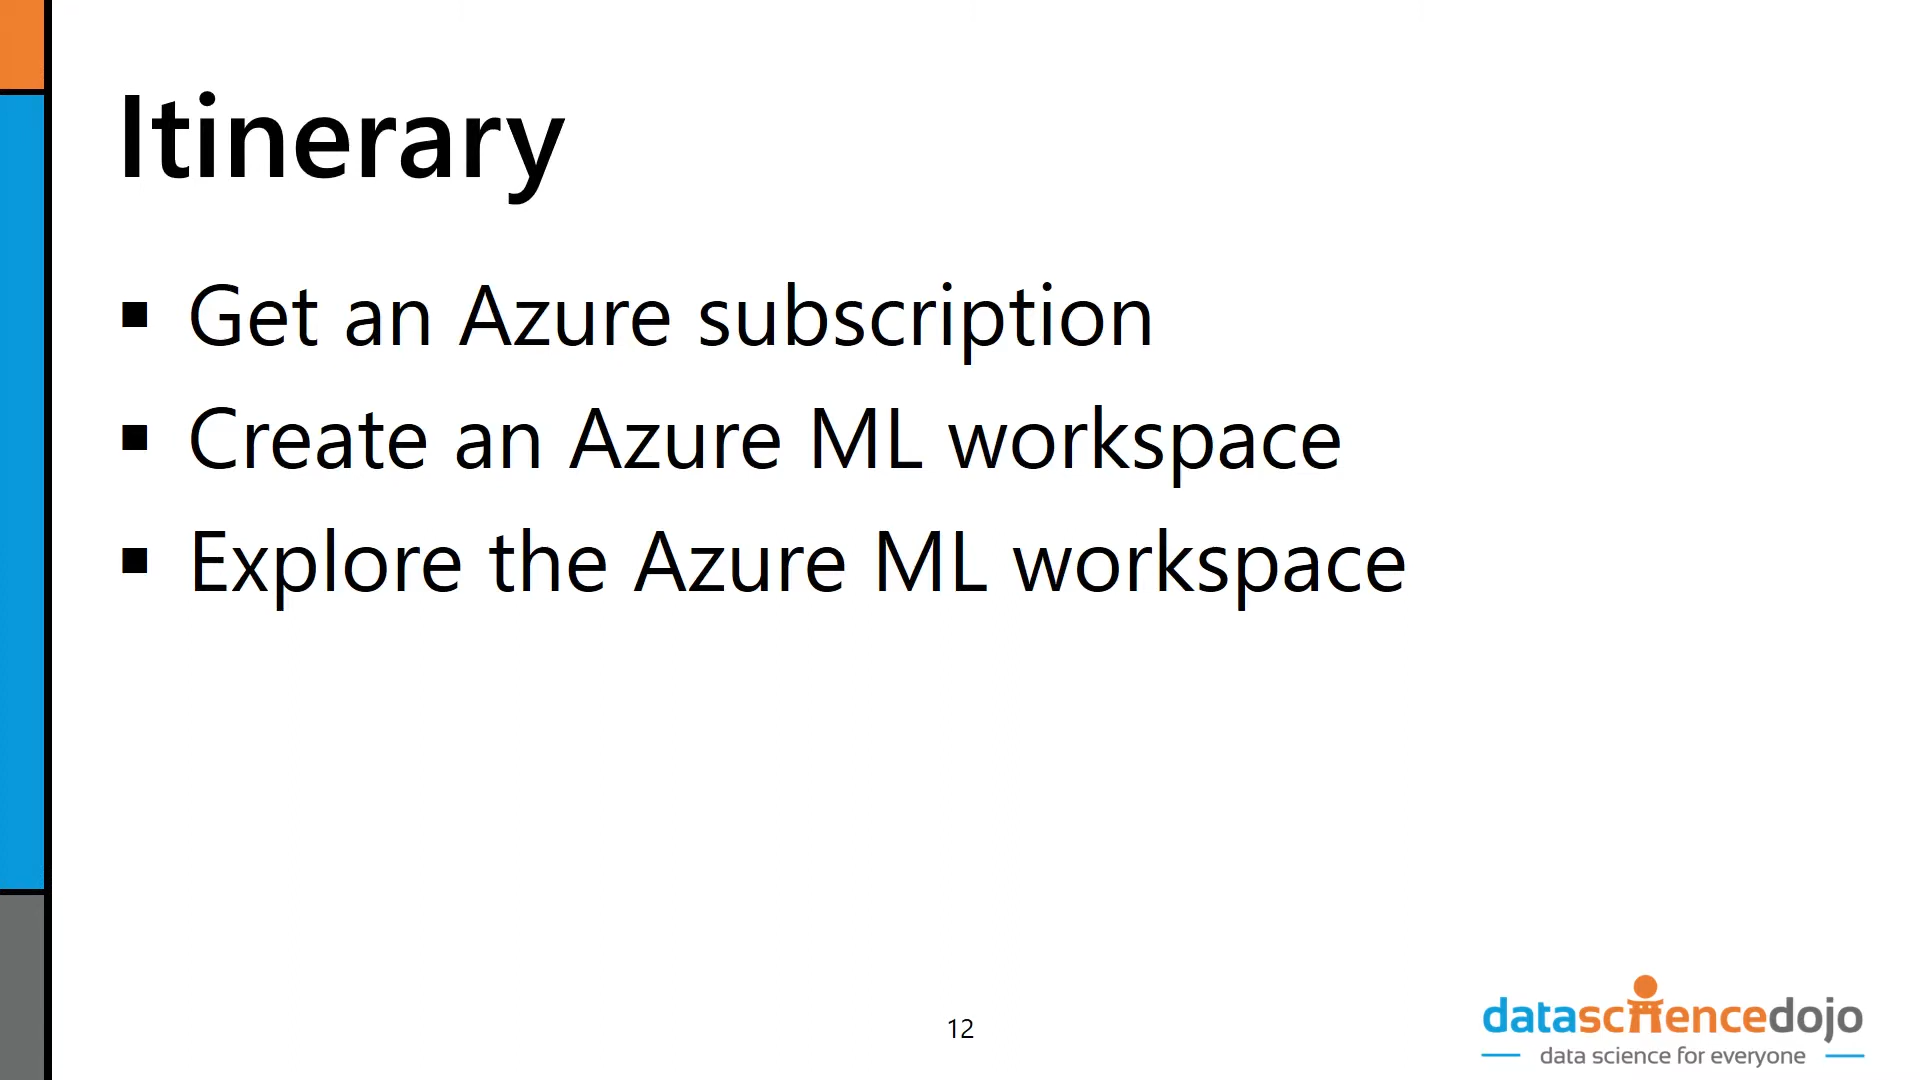 Itinerary
▪ Get an Azure subscription
▪ Create an Azure ML workspace
▪ Explore the Azure ML workspace
12
datasciencedojo
data science for everyone